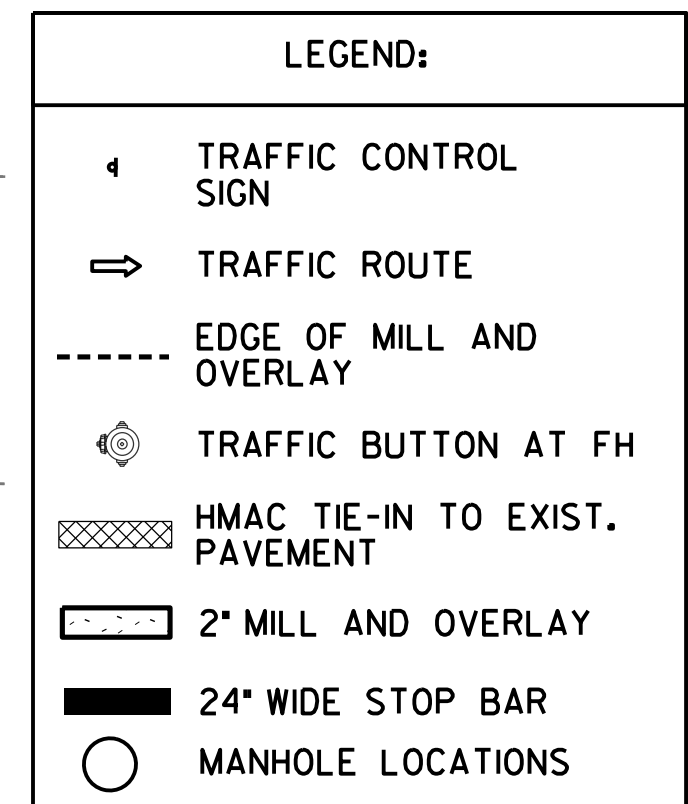 LEGEND:
TRAFFIC CONTROL
SIGN
TRAFFIC ROUTE
EDGE OF MILL AND
OVERLAY
TRAFFIC BUTTON AT FH
HMAC TIE-IN TO EXIST.
PAVEMENT
2" MILL AND OVERLAY
24" WIDE STOP BAR
MANHOLE LOCATIONS